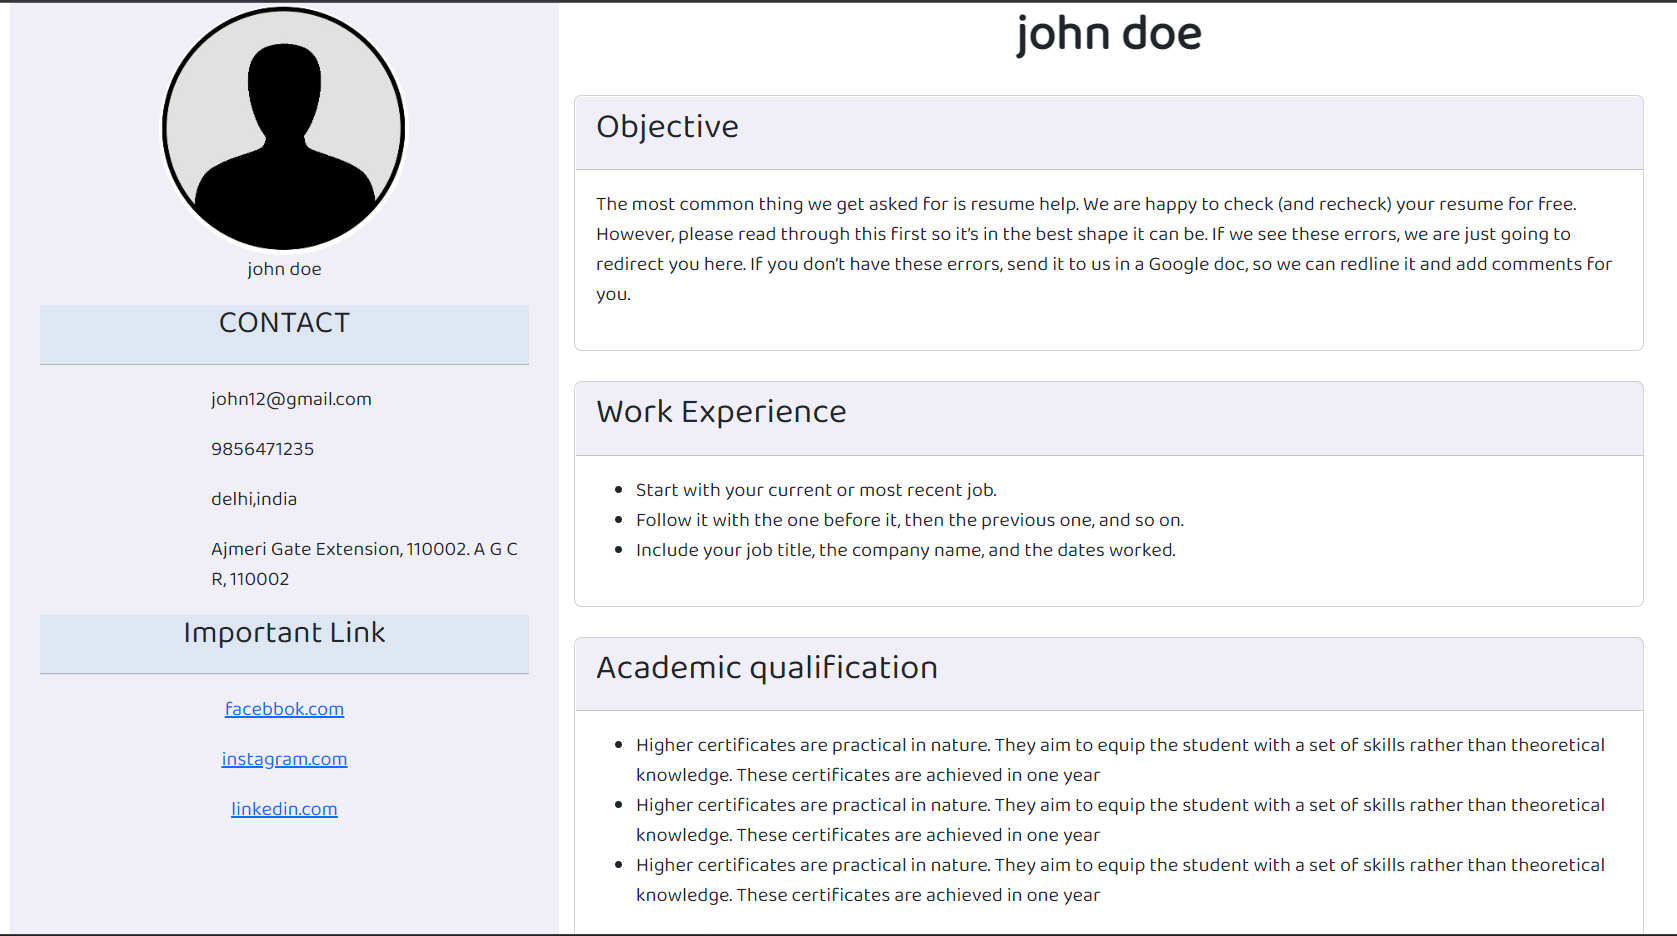 john doe
CONTACT
john12@gmail.com
9856471235
delhi,india
Ajmeri Gate Extension, 110002. A G C
R, 110002
Important Link
facebbok.com
instagram.com
linkedin.com
john doe
Objective
The most common thing we get asked for is resume help. We are happy to check (and recheck) your resume for free.
However, please read through this first so it's in the best shape it can be. If we see these errors, we are just going to
redirect you here. If you don't have these errors, send it to us in a Google doc, so we can redline it and add comments for
you.
Work Experience
• Start with your current or most recent job.
• Follow it with the one before it, then the previous one, and so on.
• Include your job title, the company name, and the dates worked.
Academic qualification
• Higher certificates are practical in nature. They aim to equip the student with a set of skills rather than theoretical
knowledge. These certificates are achieved in one year
• Higher certificates are practical in nature. They aim to equip the student with a set of skills rather than theoretical
knowledge. These certificates are achieved in one year
• Higher certificates are practical in nature. They aim to equip the student with a set of skills rather than theoretical
knowledge. These certificates are achieved in one year